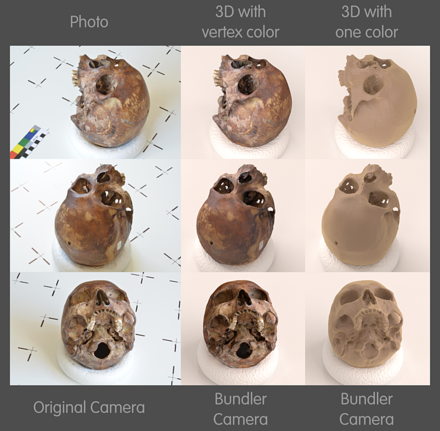 Photo
3D with
vertex color
3D with
one color
Original Camera
Bundler
Camera
Bundler
Camera